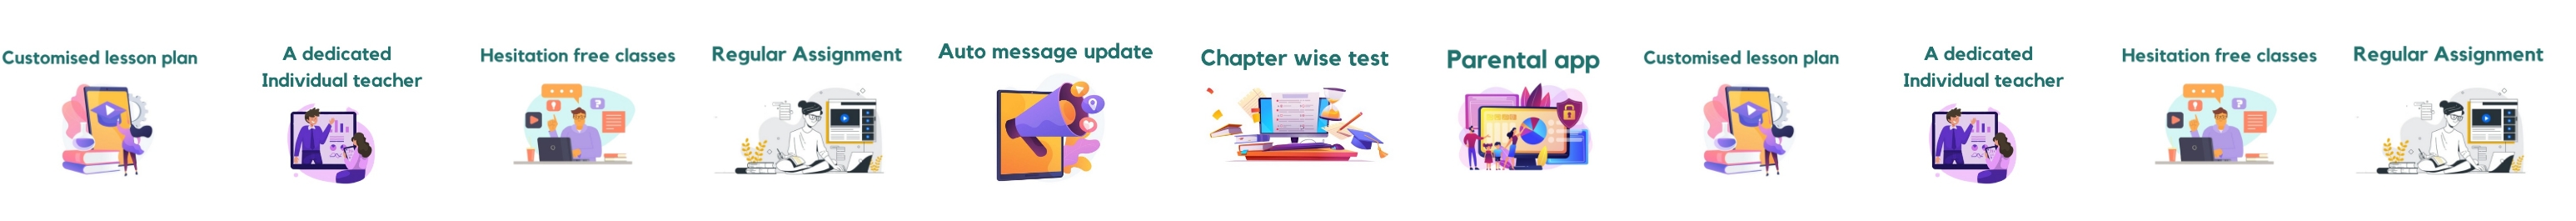 Customised lesson plan
A dedicated
Individual teacher
Hesitation free classes
Regular Assignment
Auto message update
Chapter wise test
Parental app
Customised lesson plan
A dedicated
Individual teacher
Hesitation free classes
Regular Assignment